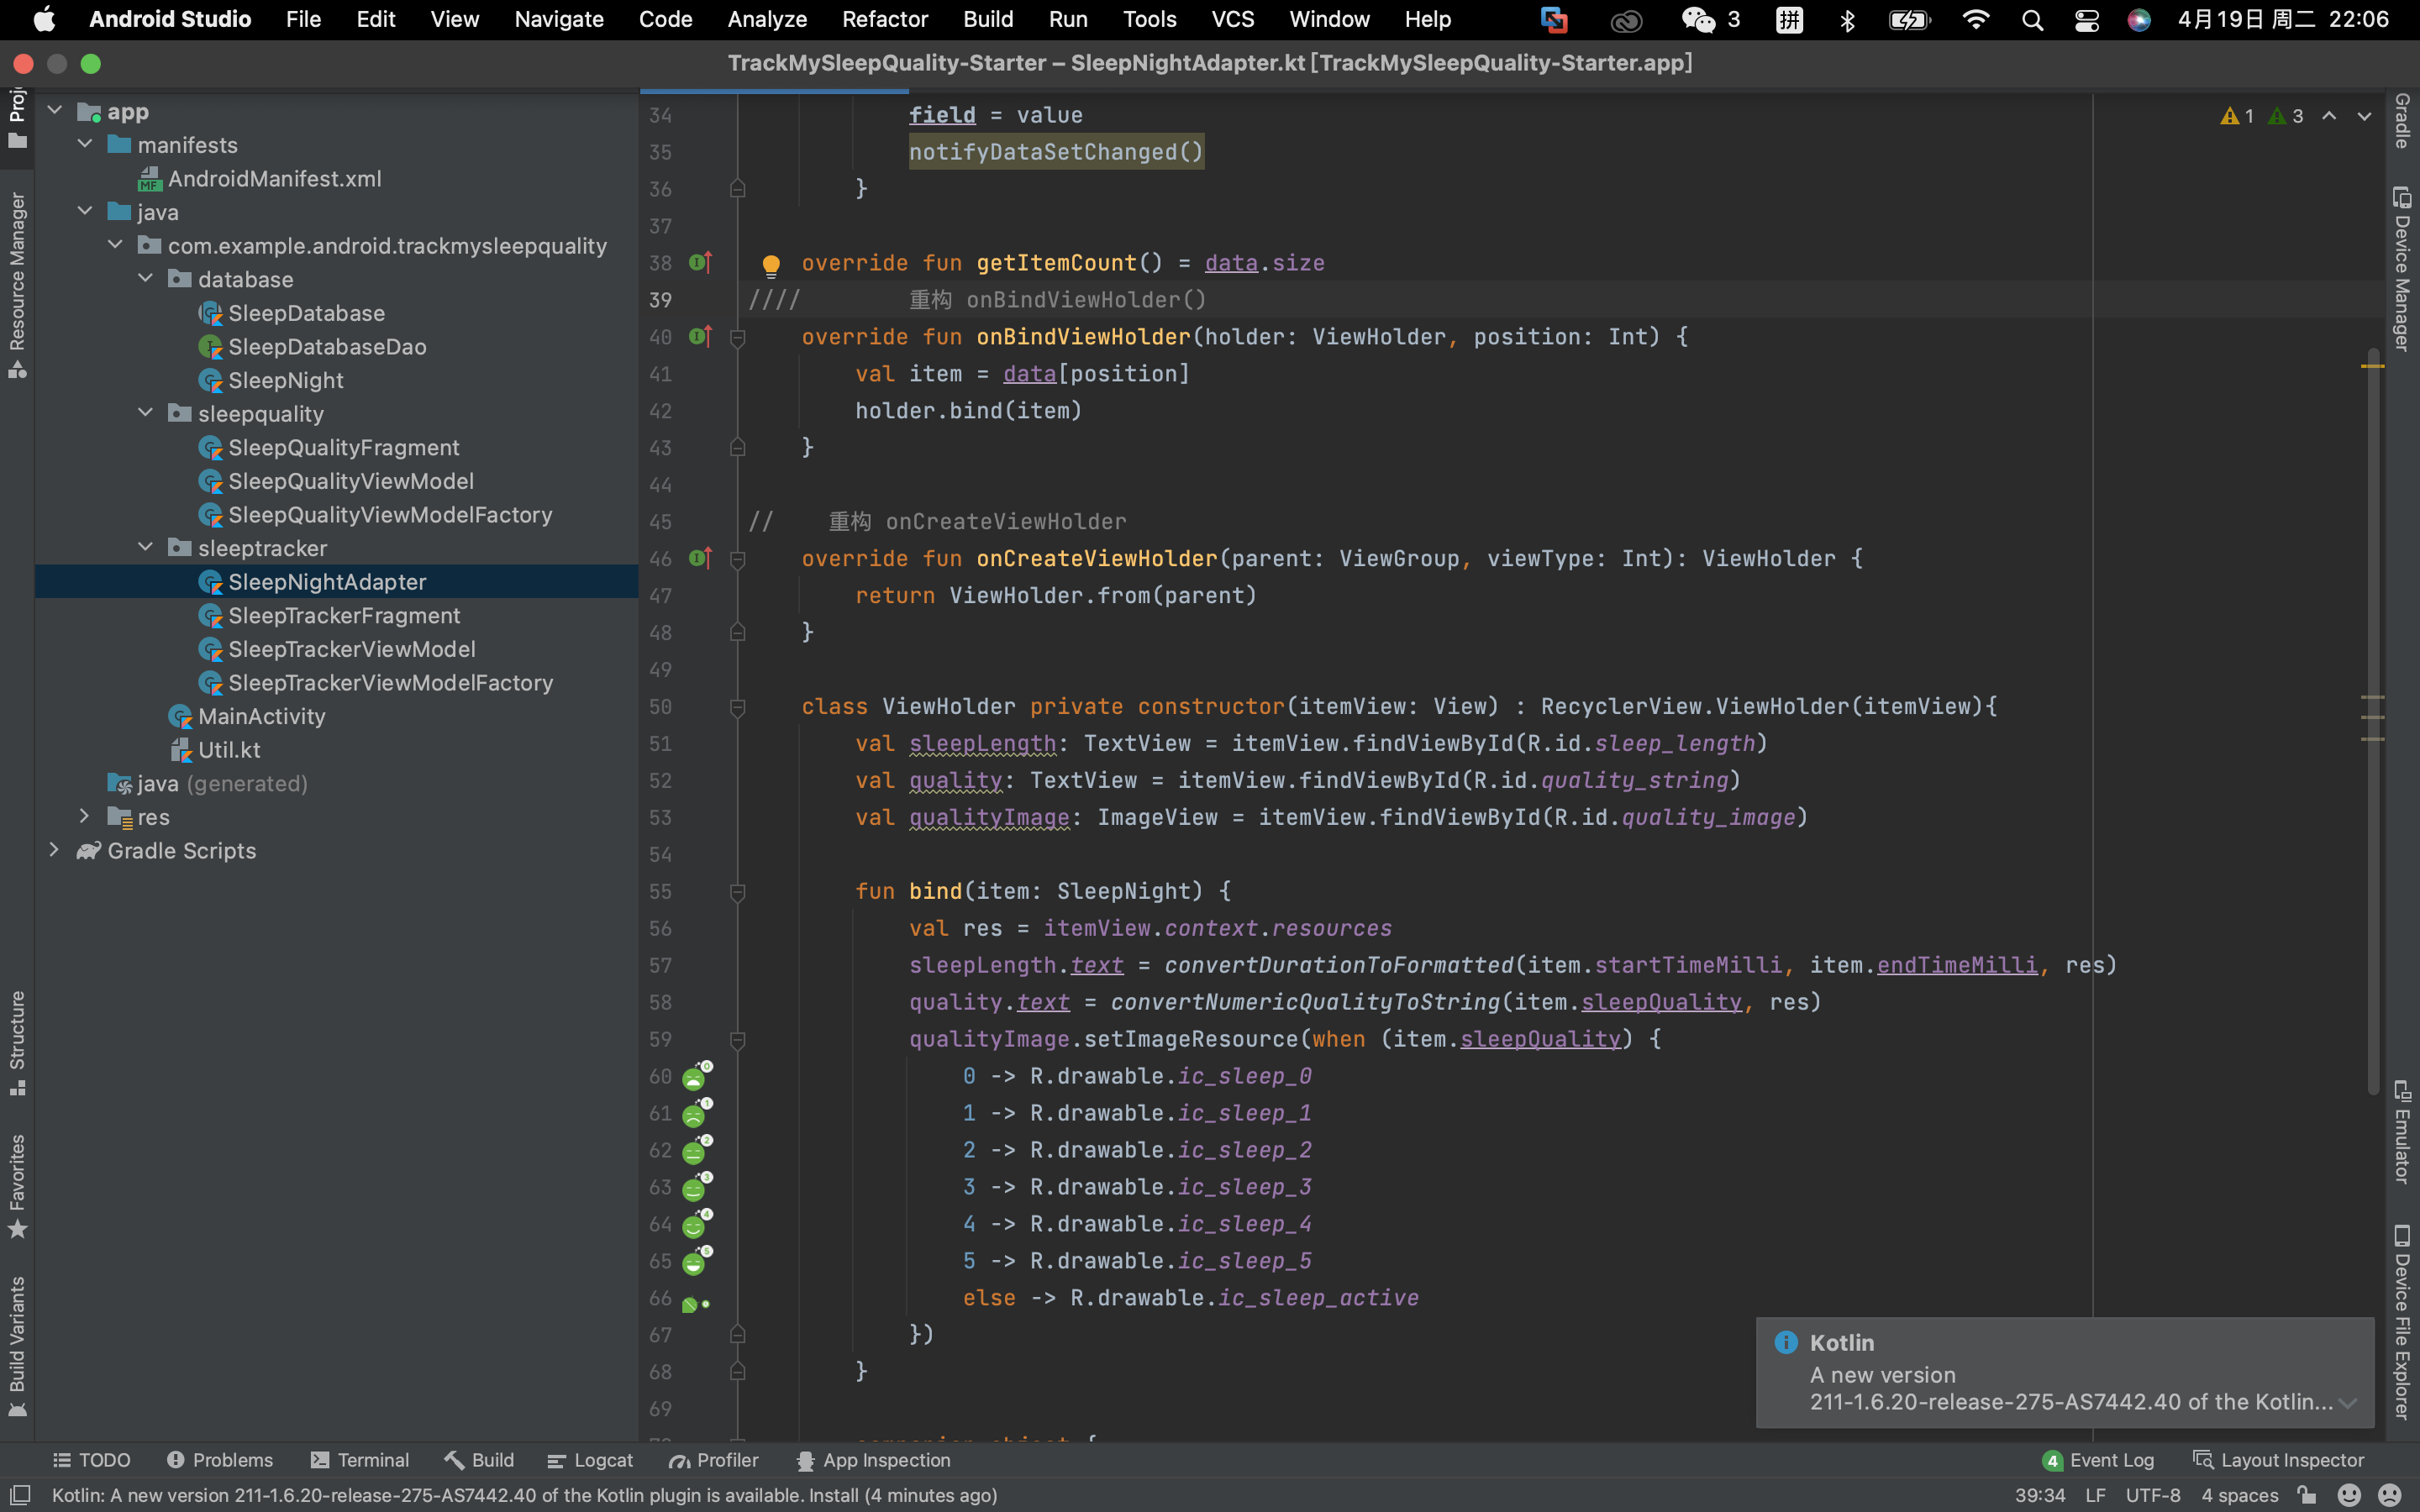 Android Studio File Edit View Navigate Code Analyze Refactor Build Run Tools VCS Window Help 3 拼 4月19日 周二 22:06
TrackMySleepQuality-Starter – SleepNightAdapter.kt [TrackMySleepQuality-Starter.app]
Resource Manager
Structure
Favorites
Build Variants
app
manifests
MF AndroidManifest.xml
java
com.example.android.trackmysleepquality
database
SleepDatabase
SleepDatabaseDao
SleepNight
sleepquality
SleepQualityFragment
SleepQualityViewModel
SleepQualityViewModelFactory
sleeptracker
SleepNightAdapter
SleepTrackerFragment
SleepTrackerViewModel
SleepTrackerViewModelFactory
MainActivity
Util.kt
java (generated)
res
Gradle Scripts
1 3
34 field = value
35 notifyDataSetChanged()
36 }
37
38 override fun getItemCount() = data.size
39 //// 重构 onBindViewHolder()
40 override fun onBindViewHolder(holder: ViewHolder, position: Int) {
41 val item = data[position]
42 holder.bind(item)
43 }
44
45 // 重构 onCreateViewHolder
46 override fun onCreateViewHolder(parent: ViewGroup, viewType: Int): ViewHolder {
47 return ViewHolder.from(parent)
48 }
49
50 class ViewHolder private constructor(itemView: View) : RecyclerView.ViewHolder(itemView){
51 val sleepLength: TextView = itemView.findViewById(R.id.sleep_length)
52 val quality: TextView = itemView.findViewById(R.id.quality_string)
53 val qualityImage: ImageView = itemView.findViewById(R.id.quality_image)
54
55 fun bind(item: SleepNight) {
56 val res = itemView.context.resources
57 sleepLength.text = convertDurationToFormatted(item.startTimeMilli, item.endTimeMilli, res)
58 quality.text = convertNumericQualityToString(item.sleepQuality, res)
59 qualityImage.setImageResource(when (item.sleepQuality) {
60 0 -> R.drawable.ic_sleep_0
61 1 -> R.drawable.ic_sleep_1
62 2 -> R.drawable.ic_sleep_2
63 3 -> R.drawable.ic_sleep_3
64 4 -> R.drawable.ic_sleep_4
65 5 -> R.drawable.ic_sleep_5
66 else -> R.drawable.ic_sleep_active
67 })
68 }
69
Gradle
Device Manager
Emulator
Device File Explorer
Kotlin
A new version
211-1.6.20-release-275-AS7442.40 of the Kotlin...
TODO Problems Terminal Build Logcat Profiler App Inspection 4 Event Log Layout Inspector
Kotlin: A new version 211-1.6.20-release-275-AS7442.40 of the Kotlin plugin is available. Install (4 minutes ago) 39:34 LF UTF-8 4 spaces